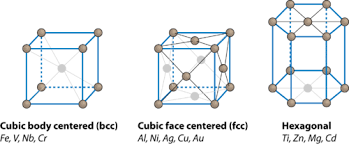 Cubic body centered (bcc)
Fe, V, Nb, Cr
Cubic face centered (fcc)
Al, Ni, Ag, Cu, Au
Hexagonal
Ti, Zn, Mg, Cd